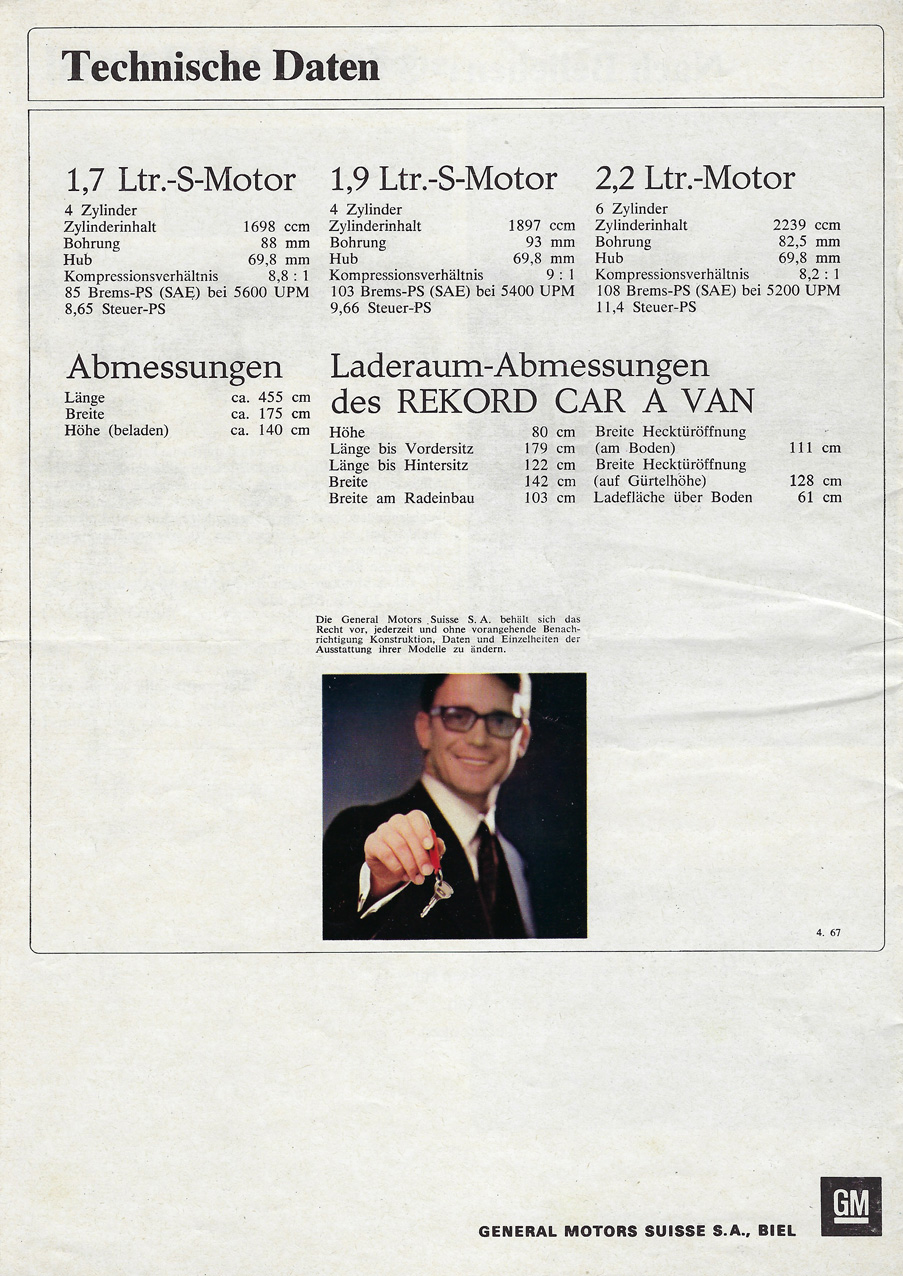 Technische Daten
1,7 Ltr.-S-Motor
4 Zylinder
Zylinderinhalt 1698 ccm
Bohrung 88 mm
Hub 69,8 mm
Kompressionsverhältnis 8,8 : 1
85 Brems-PS (SAE) bei 5600 UPM
8,65 Steuer-PS
1,9 Ltr.-S-Motor
4 Zylinder
Zylinderinhalt 1897 ccm
Bohrung 93 mm
Hub 69,8 mm
Kompressionsverhältnis 9 : 1
103 Brems-PS (SAE) bei 5400 UPM
9,66 Steuer-PS
2,2 Ltr.-Motor
6 Zylinder
Zylinderinhalt 2239 ccm
Bohrung 82,5 mm
Hub 69,8 mm
Kompressionsverhältnis 8,2 : 1
108 Brems-PS (SAE) bei 5200 UPM
11,4 Steuer-PS
Abmessungen
Länge ca. 455 cm
Breite ca. 175 cm
Höhe (beladen) ca. 140 cm
Laderaum-Abmessungen
des REKORD CAR A VAN
Höhe 80 cm
Länge bis Vordersitz 179 cm
Länge bis Hintersitz 122 cm
Breite 142 cm
Breite am Radeinbau 103 cm
Breite Hecktüröffnung
(am Boden) 111 cm
Breite Hecktüröffnung
(auf Gürtelhöhe) 128 cm
Ladefläche über Boden 61 cm
Die General Motors Suisse S.A. behält sich das
Recht vor, jederzeit und ohne vorangehende Benach-
richtigung Konstruktion, Daten und Einzelheiten der
Ausstattung ihrer Modelle zu ändern.
4. 67
GENERAL MOTORS SUISSE S.A., BIEL
GM